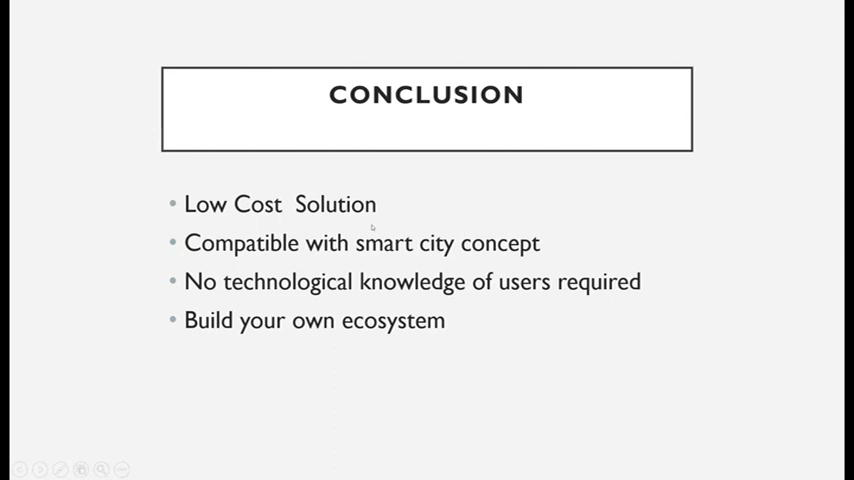 CONCLUSION
• Low Cost  Solution
• Compatible with smart city concept
• No technological knowledge of users required
• Build your own ecosystem